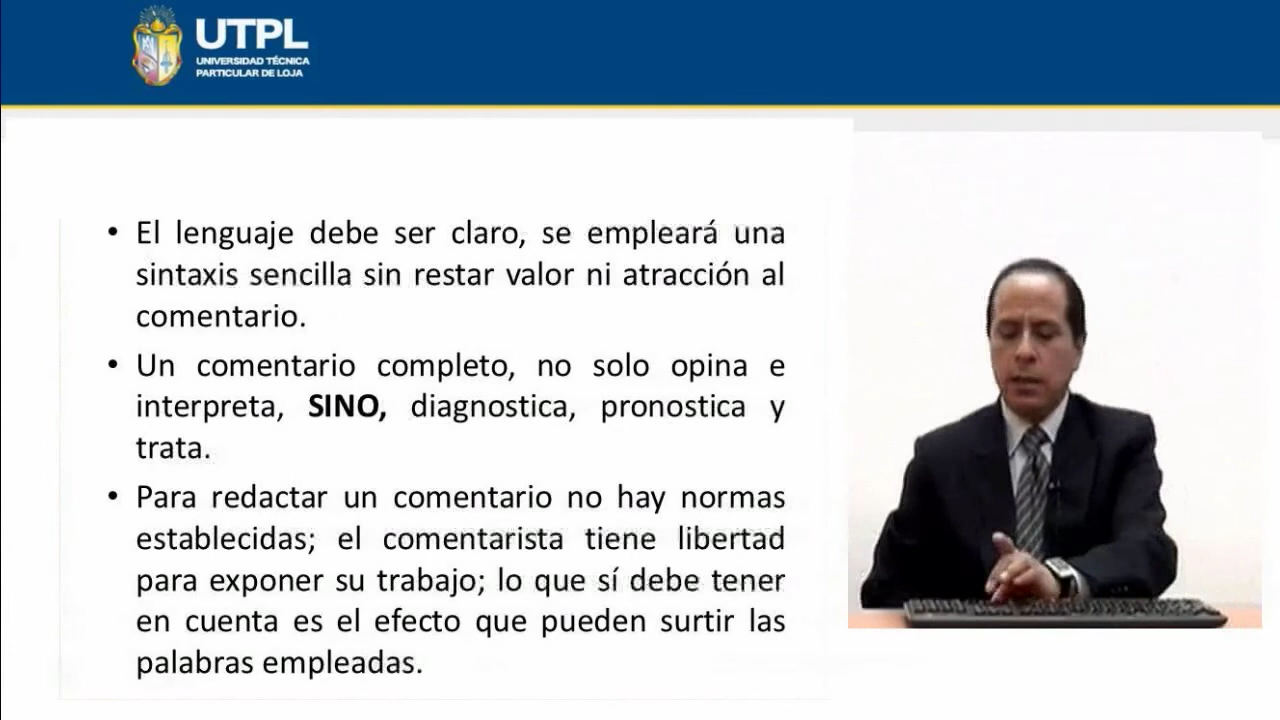 UTPL
UNIVERSIDAD TÉCNICA
PARTICULAR DE LOJA
• El lenguaje debe ser claro, se empleará una
sintaxis sencilla sin restar valor ni atracción al
comentario.
• Un comentario completo, no solo opina e
interpreta, SINO, diagnostica, pronostica y
trata.
• Para redactar un comentario no hay normas
establecidas; el comentarista tiene libertad
para exponer su trabajo; lo que sí debe tener
en cuenta es el efecto que pueden surtir las
palabras empleadas.